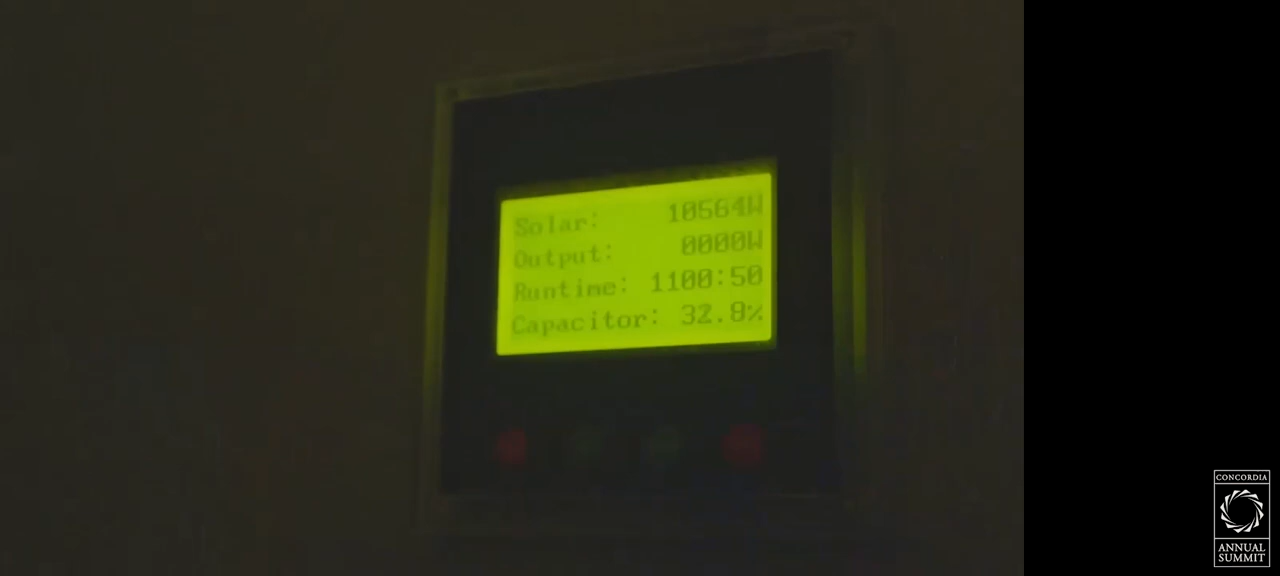 Solar: 10564W
Output: 0000W
Runtime: 1100:50
Capacitor: 32.8%
CONCORDIA
ANNUAL
SUMMIT